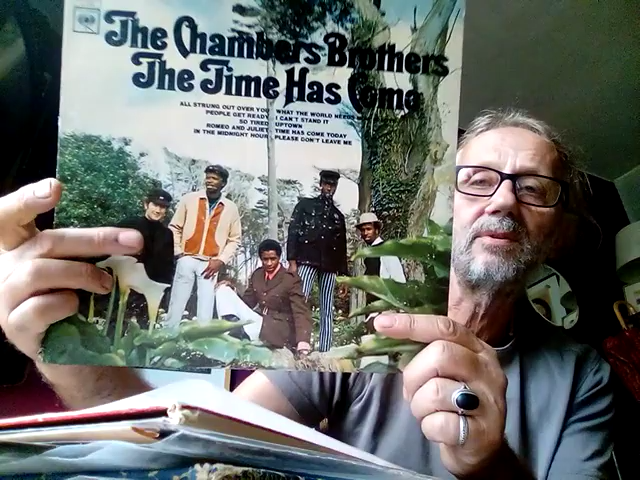 The Chambers Brothers
The Time Has Come
ALL STRUNG OUT OVER YOU WHAT THE WORLD NEEDS
PEOPLE GET READY I CAN'T STAND IT
SO TIRED UPTOWN
ROMEO AND JULIET TIME HAS COME TODAY
IN THE MIDNIGHT HOUR PLEASE DON'T LEAVE ME